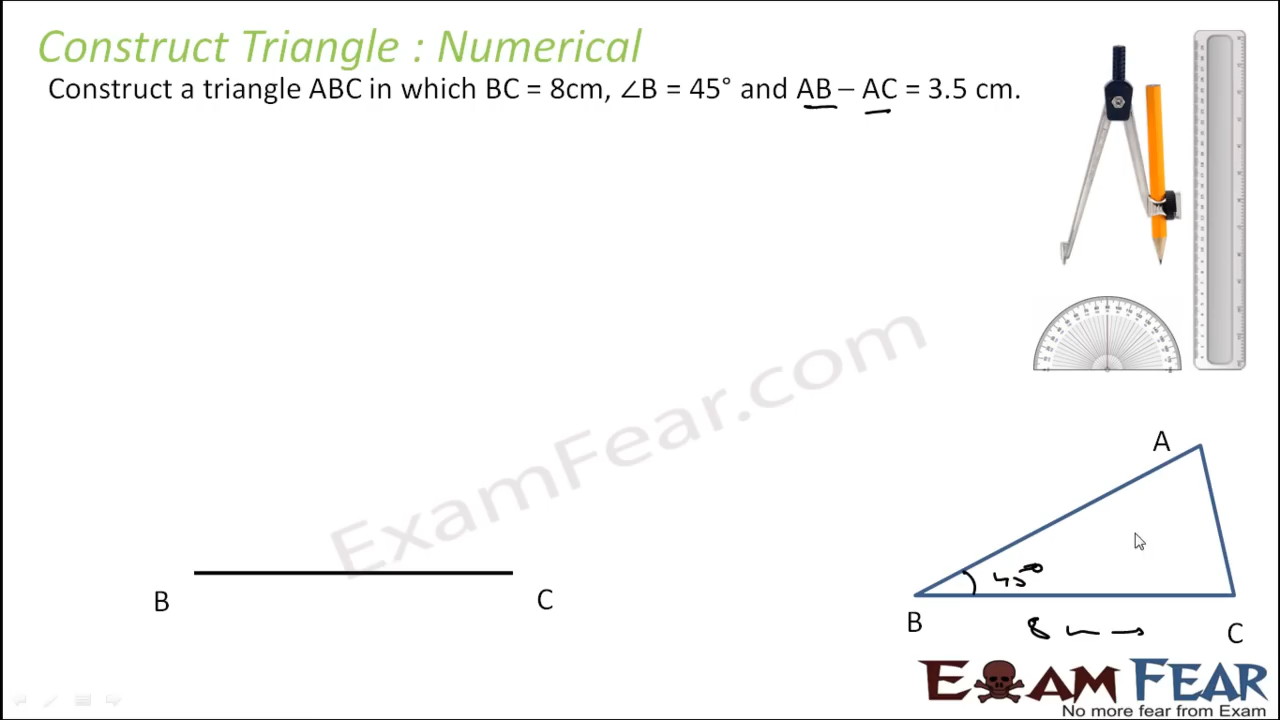 Construct Triangle : Numerical
Construct a triangle ABC in which BC = 8cm, ∠B = 45° and AB – AC = 3.5 cm.
ExamFear.com
A
45°
B
C
B
8
C
EXAM FEAR
No more fear from Exam